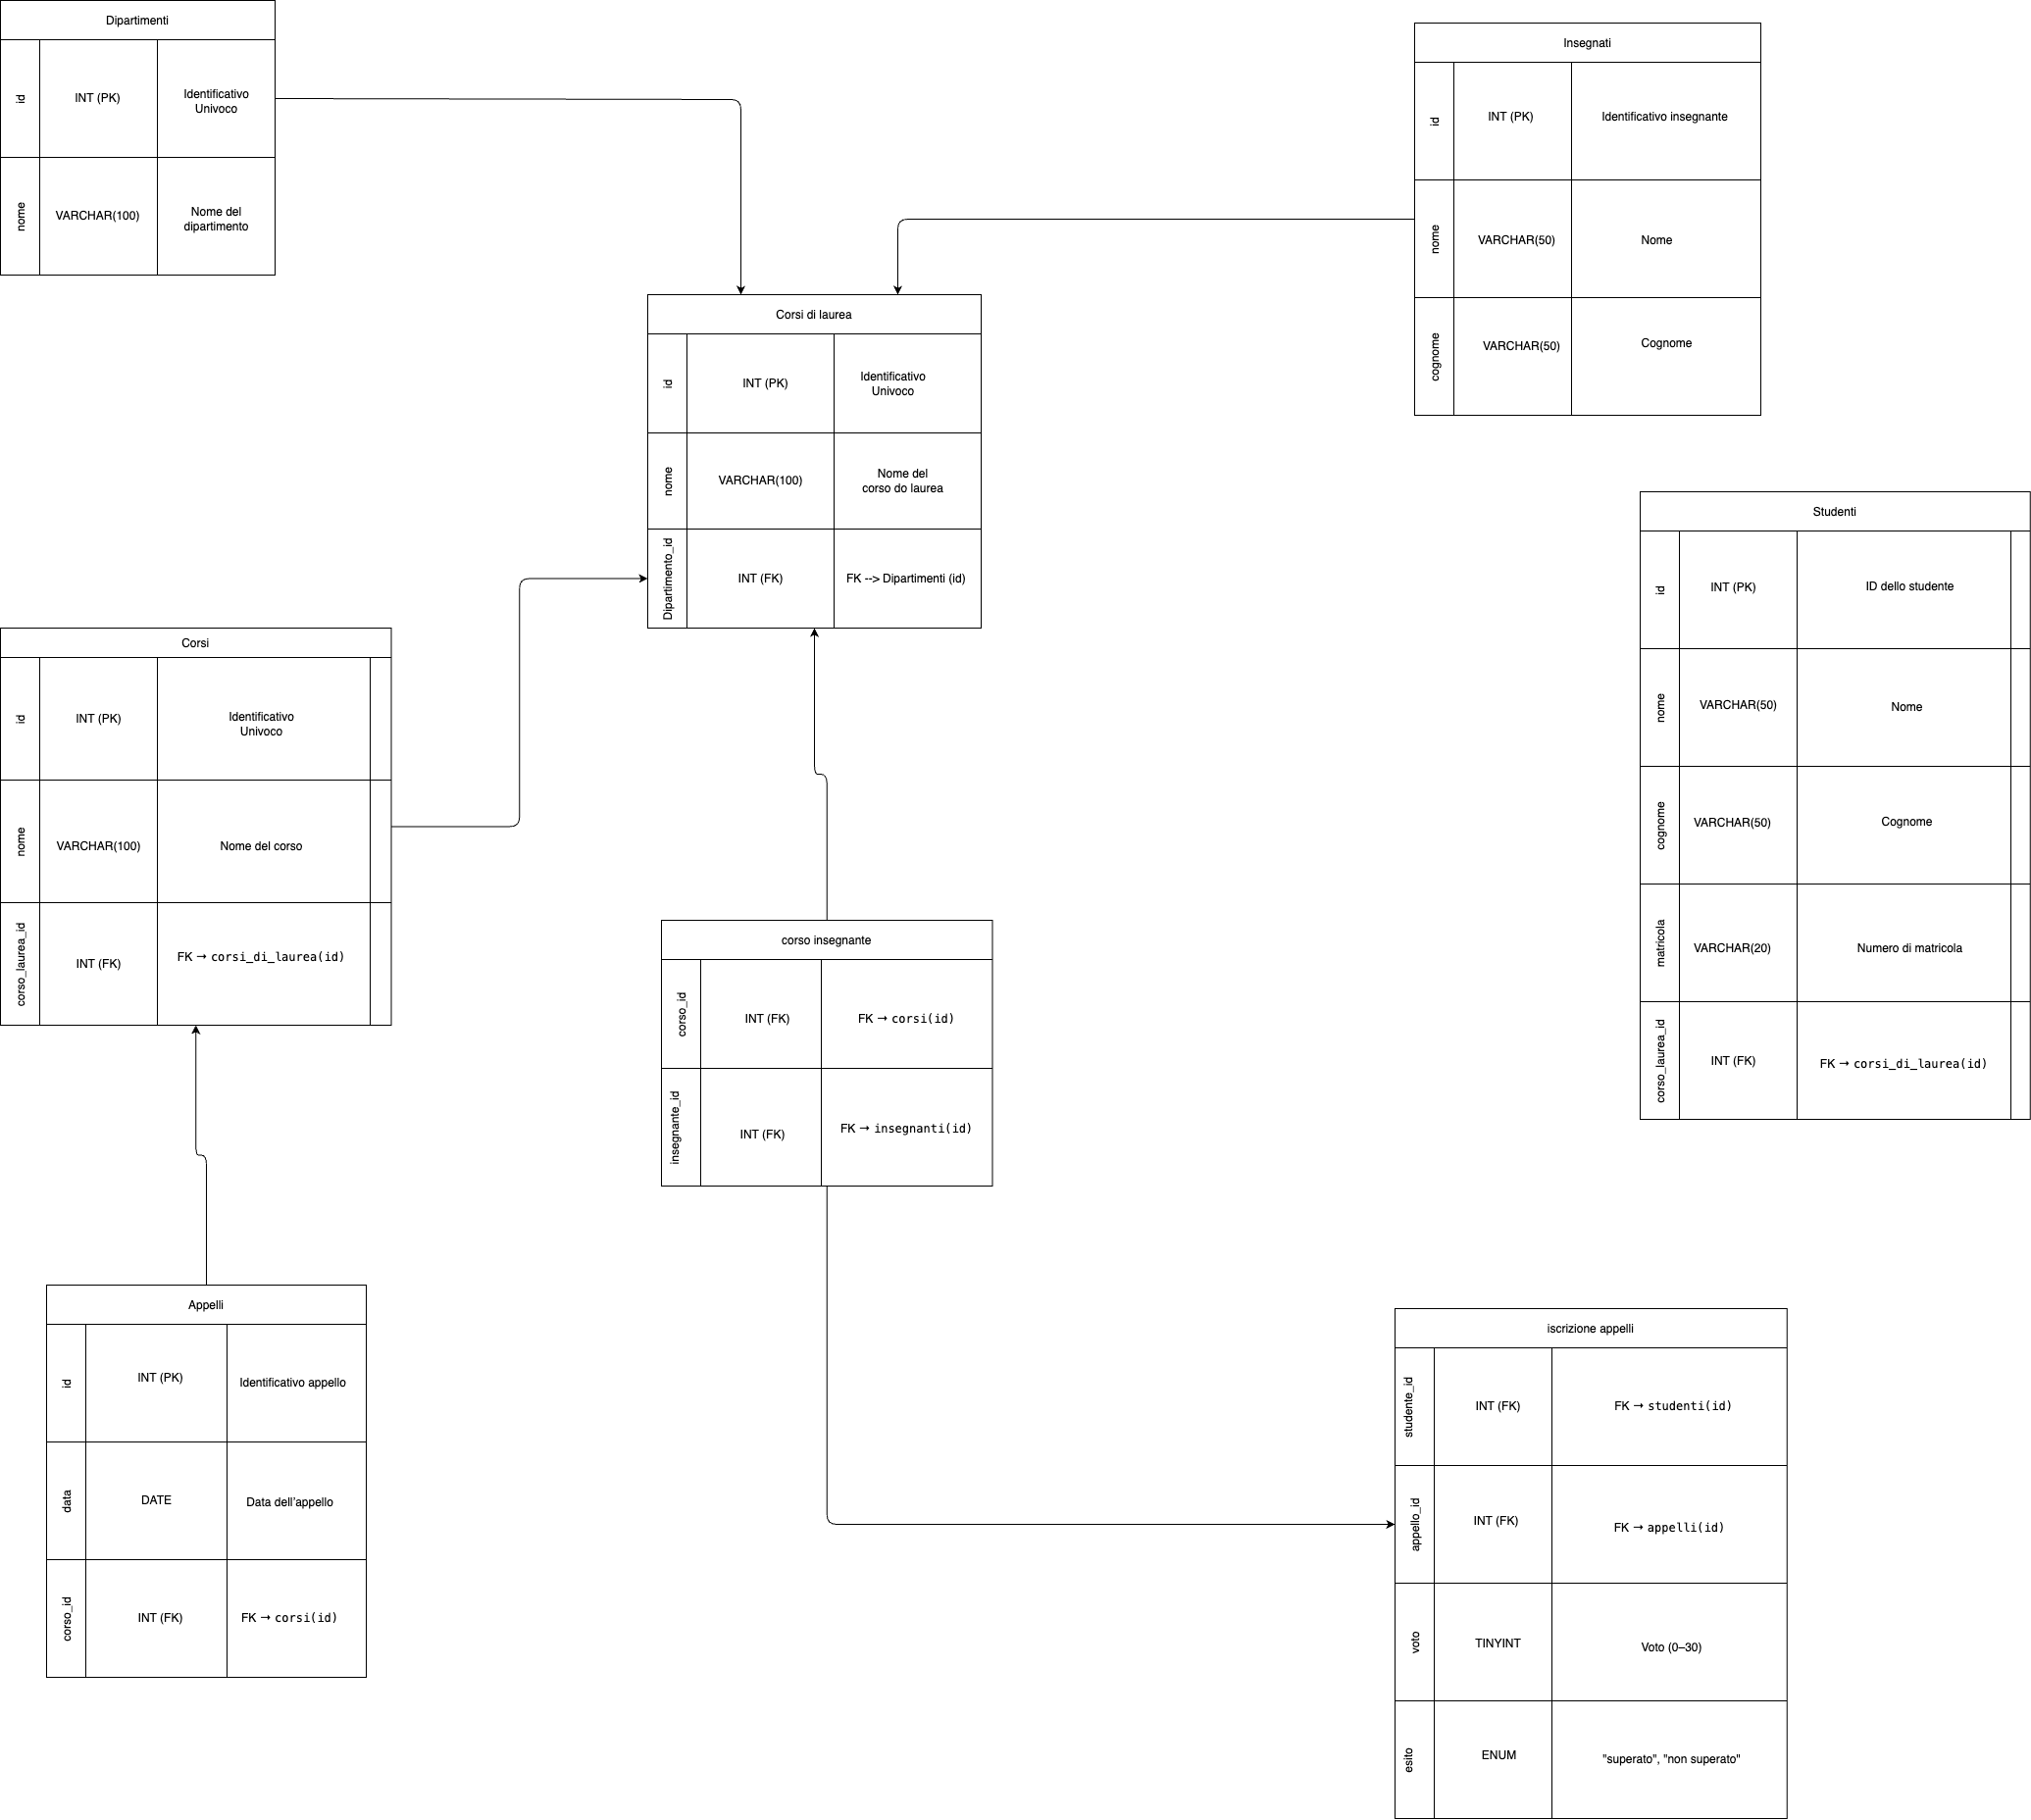 Dipartimenti
id
INT (PK)
Identificativo
Univoco
nome
VARCHAR(100)
Nome del
dipartimento
Insegnati
id
INT (PK)
Identificativo insegnante
nome
VARCHAR(50)
Nome
cognome
VARCHAR(50)
Cognome
Corsi di laurea
id
INT (PK)
Identificativo
Univoco
nome
VARCHAR(100)
Nome del
corso do laurea
Dipartimento_id
INT (FK)
FK --> Dipartimenti (id)
Studenti
id
INT (PK)
ID dello studente
nome
VARCHAR(50)
Nome
cognome
VARCHAR(50)
Cognome
matricola
VARCHAR(20)
Numero di matricola
corso_laurea_id
INT (FK)
FK → corsi_di_laurea(id)
Corsi
id
INT (PK)
Identificativo
Univoco
nome
VARCHAR(100)
Nome del corso
corso_laurea_id
INT (FK)
FK → corsi_di_laurea(id)
corso insegnante
corso_id
INT (FK)
FK → corsi(id)
insegnante_id
INT (FK)
FK → insegnanti(id)
Appelli
id
INT (PK)
Identificativo appello
data
DATE
Data dell'appello
corso_id
INT (FK)
FK → corsi(id)
iscrizione appelli
studente_id
INT (FK)
FK → studenti(id)
appello_id
INT (FK)
FK → appelli(id)
voto
TINYINT
Voto (0–30)
esito
ENUM
"superato", "non superato"